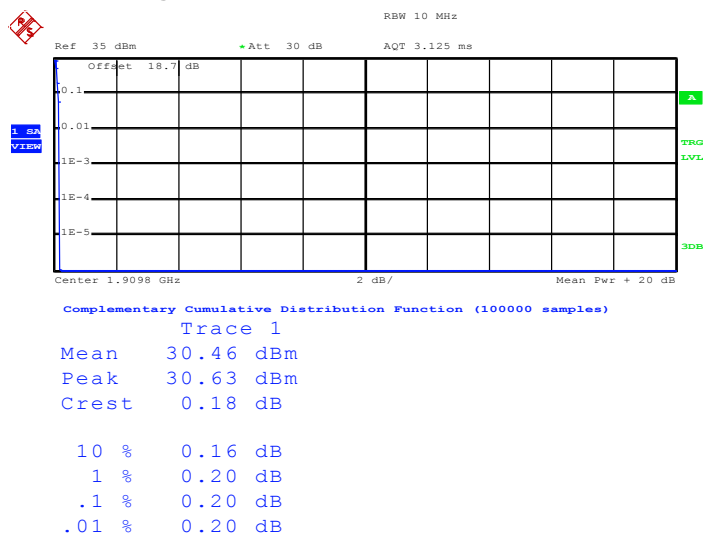 RBW 10 MHz
Ref 35 dBm *Att 30 dB AQT 3.125 ms
Offset 18.7 dB
0.1
A
0.01
1 SA
VIEW
TRG
LVL
1E-3
1E-4
1E-5
3DB
Center 1.9098 GHz 2 dB/ Mean Pwr + 20 dB
Complementary Cumulative Distribution Function (100000 samples)
Trace 1
Mean 30.46 dBm
Peak 30.63 dBm
Crest 0.18 dB
10 % 0.16 dB
1 % 0.20 dB
.1 % 0.20 dB
.01 % 0.20 dB